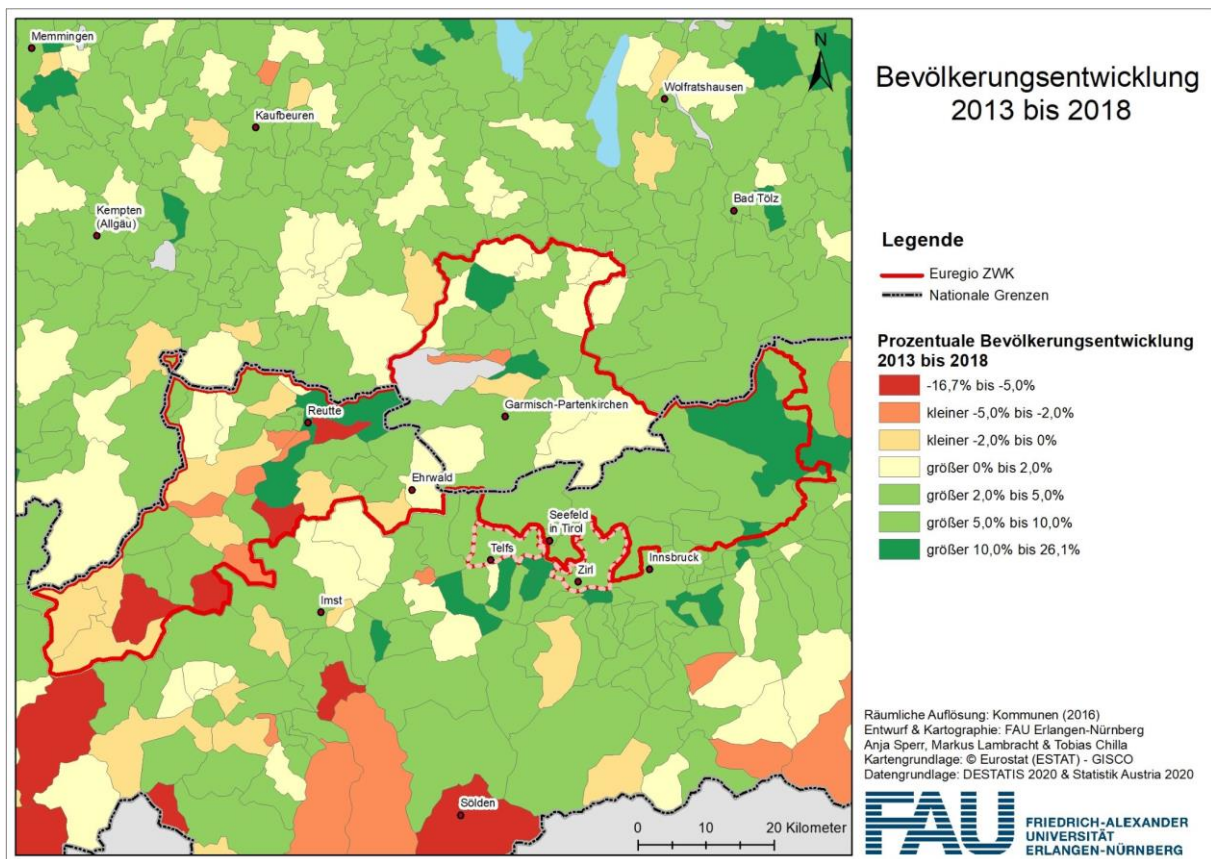 Memmingen
Kaufbeuren
Kempten
(Allgäu)
Wolfratshausen
Bad Tölz
N
Reutte
Garmisch-Partenkirchen
Ehrwald
Seefeld
in Tirol
Telfs
Zirl
Innsbruck
Imst
Sölden
0 10 20 Kilometer
Bevölkerungsentwicklung
2013 bis 2018
Legende
Euregio ZWK
Nationale Grenzen
Prozentuale Bevölkerungsentwicklung
2013 bis 2018
-16,7% bis -5,0%
kleiner -5,0% bis -2,0%
kleiner -2,0% bis 0%
größer 0% bis 2,0%
größer 2,0% bis 5,0%
größer 5,0% bis 10,0%
größer 10,0% bis 26,1%
Räumliche Auflösung: Kommunen (2016)
Entwurf & Kartographie: FAU Erlangen-Nürnberg
Anja Sperr, Markus Lambracht & Tobias Chilla
Kartengrundlage: © Eurostat (ESTAT) - GISCO
Datengrundlage: DESTATIS 2020 & Statistik Austria 2020
FAU
FRIEDRICH-ALEXANDER
UNIVERSITÄT
ERLANGEN-NÜRNBERG